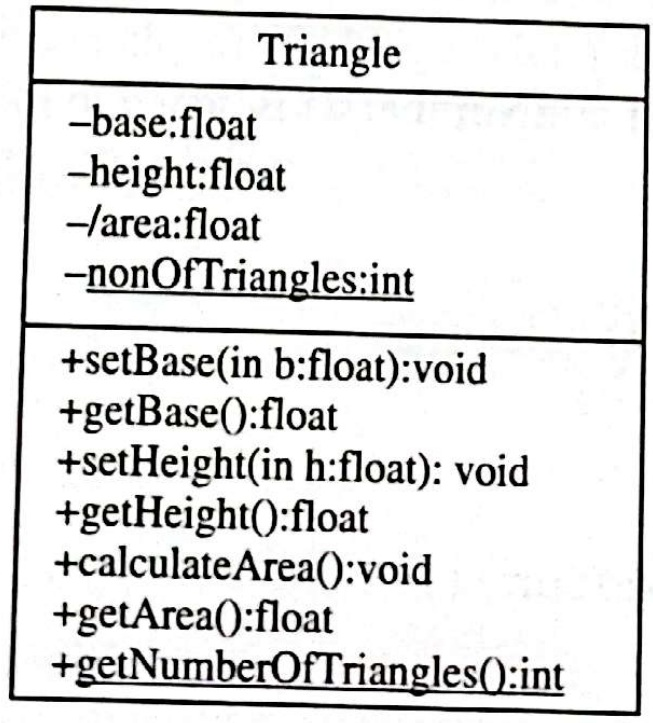 Triangle
–base:float
–height:float
–/area:float
–nonOfTriangles:int
+setBase(in b:float):void
+getBase():float
+setHeight(in h:float): void
+getHeight():float
+calculateArea():void
+getArea():float
+getNumberOfTriangles():int